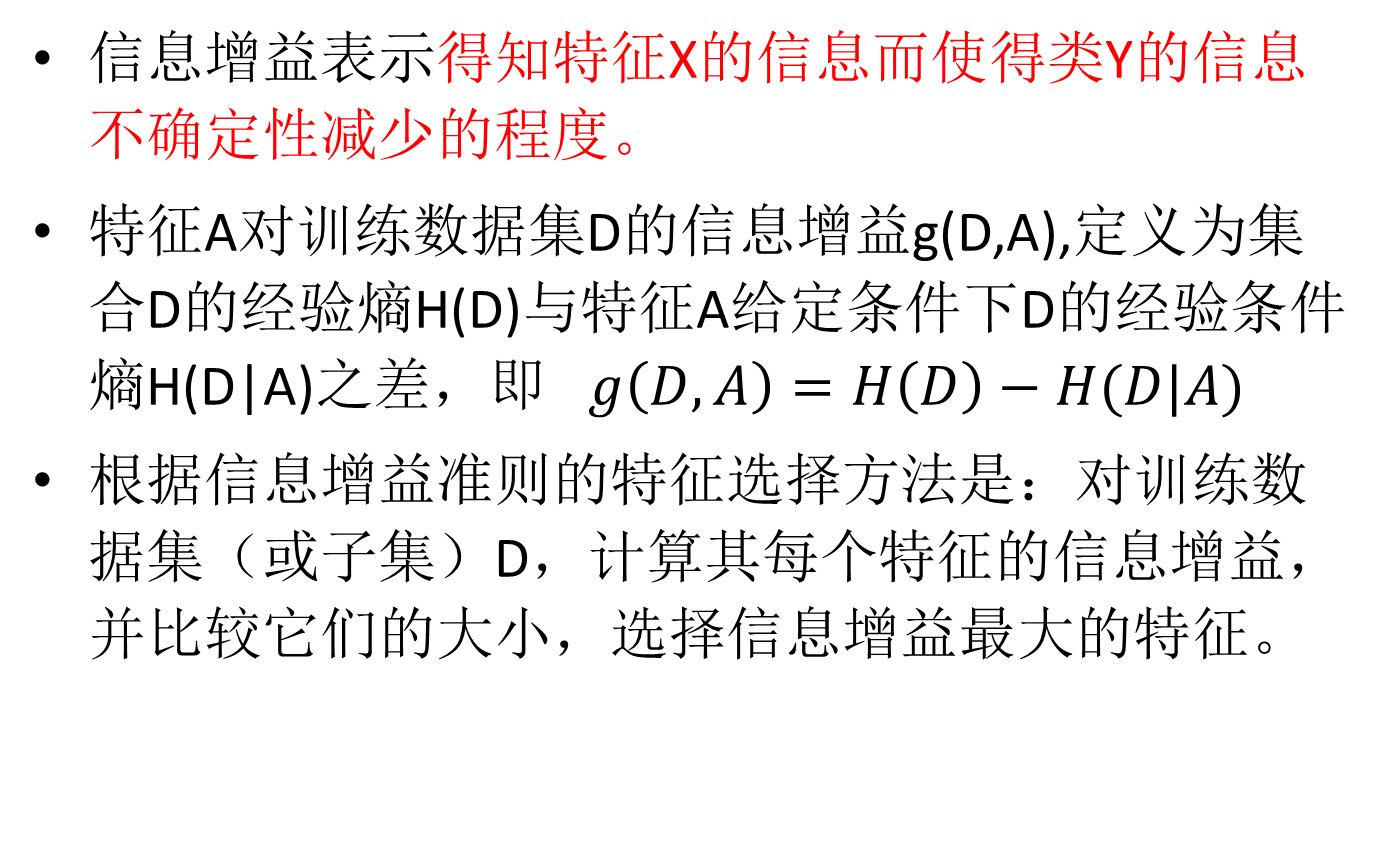 • 信息增益表示得知特征X的信息而使得类Y的信息
不确定性减少的程度。
• 特征A对训练数据集D的信息增益g(D,A),定义为集
合D的经验熵H(D)与特征A给定条件下D的经验条件
熵H(D|A)之差，即 g(D,A)=H(D)−H(D|A)
• 根据信息增益准则的特征选择方法是：对训练数
据集（或子集）D，计算其每个特征的信息增益，
并比较它们的大小，选择信息增益最大的特征。